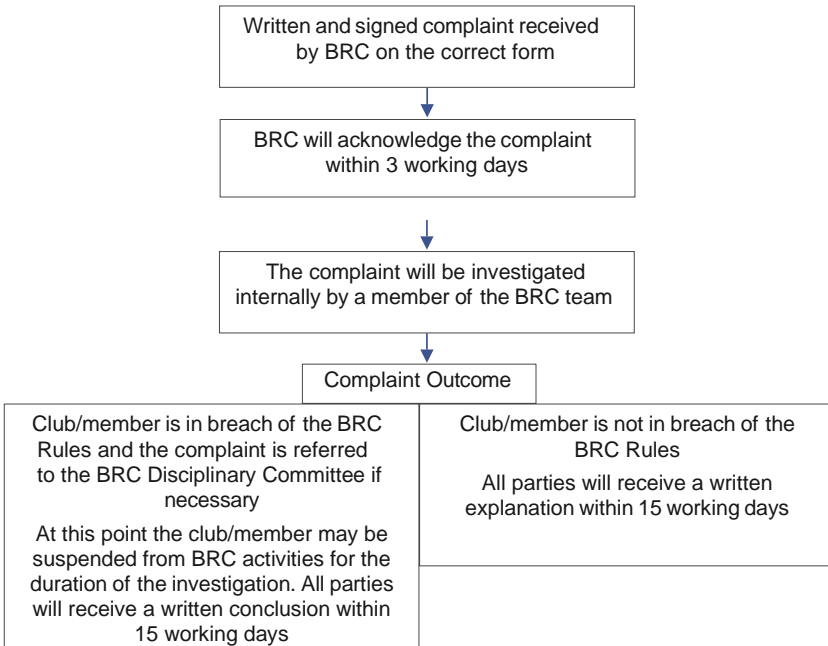 Written and signed complaint received
by BRC on the correct form
BRC will acknowledge the complaint
within 3 working days
The complaint will be investigated
internally by a member of the BRC team
Complaint Outcome
Club/member is in breach of the BRC
Rules and the complaint is referred
to the BRC Disciplinary Committee if
necessary
At this point the club/member may be
suspended from BRC activities for the
duration of the investigation. All parties
will receive a written conclusion within
15 working days
Club/member is not in breach of the
BRC Rules
All parties will receive a written
explanation within 15 working days